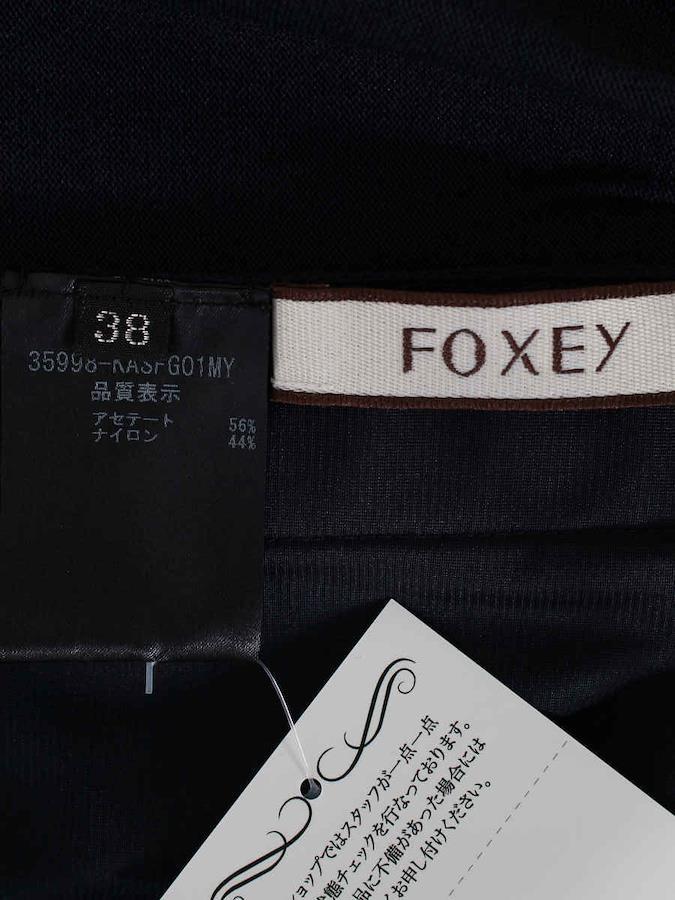 38
35998-KASFG01MY
品質表示
アセテート 56%
ナイロン 44%
FOXEY
ョップではスタッフが一点一点
態チェックを行なっております。
品に不備があった場合には
お申し付けください。